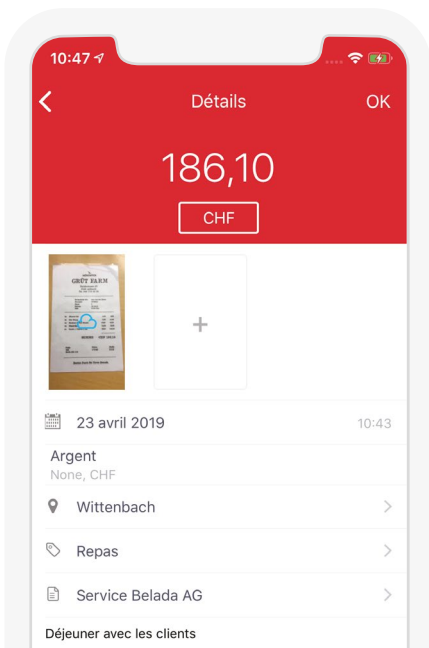 10:47
Détails
OK
186,10
CHF
GRÜT FARM
+
23 avril 2019
10:43
Argent
None, CHF
Wittenbach
Repas
Service Belada AG
Déjeuner avec les clients